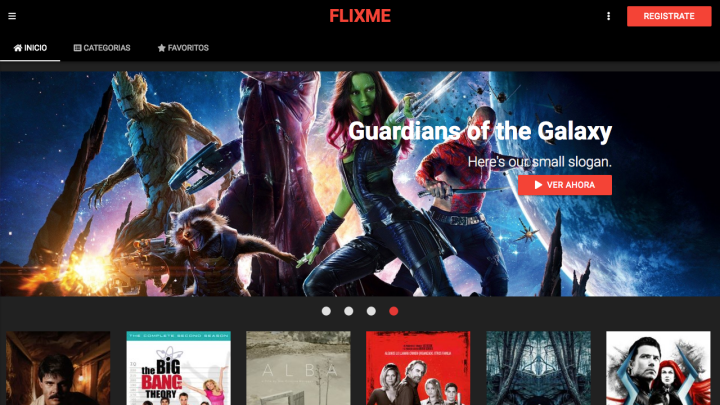 FLIXME
REGISTRATE
INICIO
CATEGORIAS
FAVORITOS
Guardians of the Galaxy
Here's our small slogan.
VER AHORA
THE COMPLETE SECOND SEASON
the BIG
BANG
THEORY
ALBA